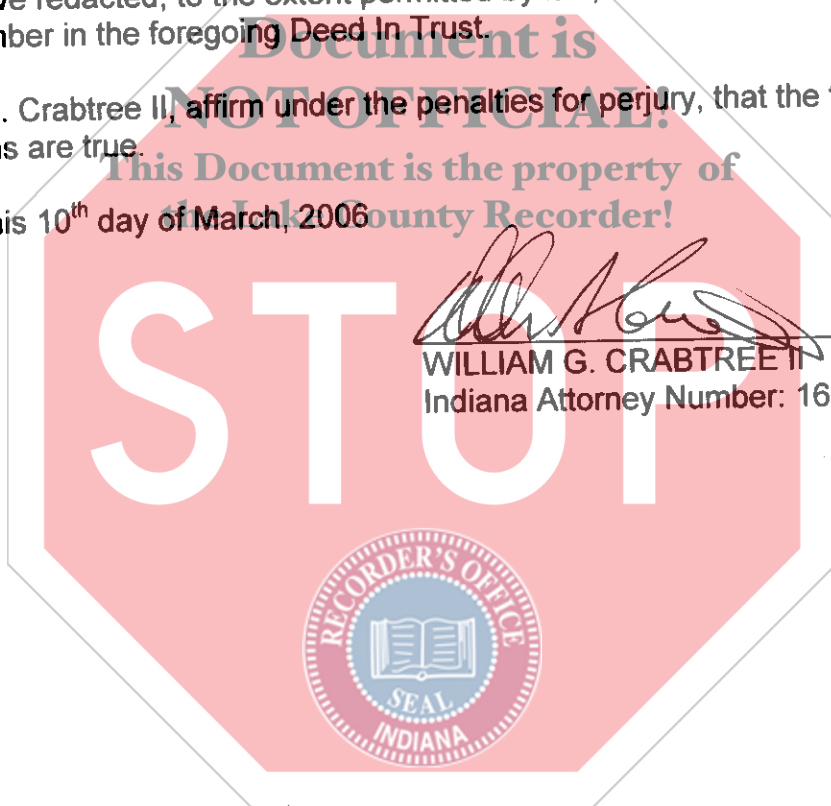 ve redacted, to the extent permitted by
nber in the foregoing Deed In Trust.
Document is
NOT OFFICIAL!
. Crabtree II, affirm under the penalties for perjury, that the
ns are true.
This Document is the property of
the Lake County Recorder!
is 10th day of March, 2006
WILLIAM G. CRABTREE II
Indiana Attorney Number: 16
STOP
RECORDER'S OFFICE
SEAL
INDIANA